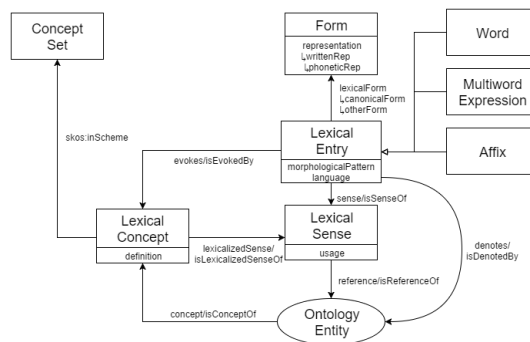 Concept
Set
Form
representation
↳writtenRep
↳phoneticRep
Word
Multiword
Expression
Affix
lexicalForm
↳canonicalForm
↳otherForm
skos:inScheme
Lexical
Entry
morphologicalPattern
language
evokes/isEvokedBy
sense/isSenseOf
Lexical
Concept
definition
lexicalizedSense/
isLexicalizedSenseOf
Lexical
Sense
usage
denotes/
isDenotedBy
reference/isReferenceOf
concept/isConceptOf
Ontology
Entity